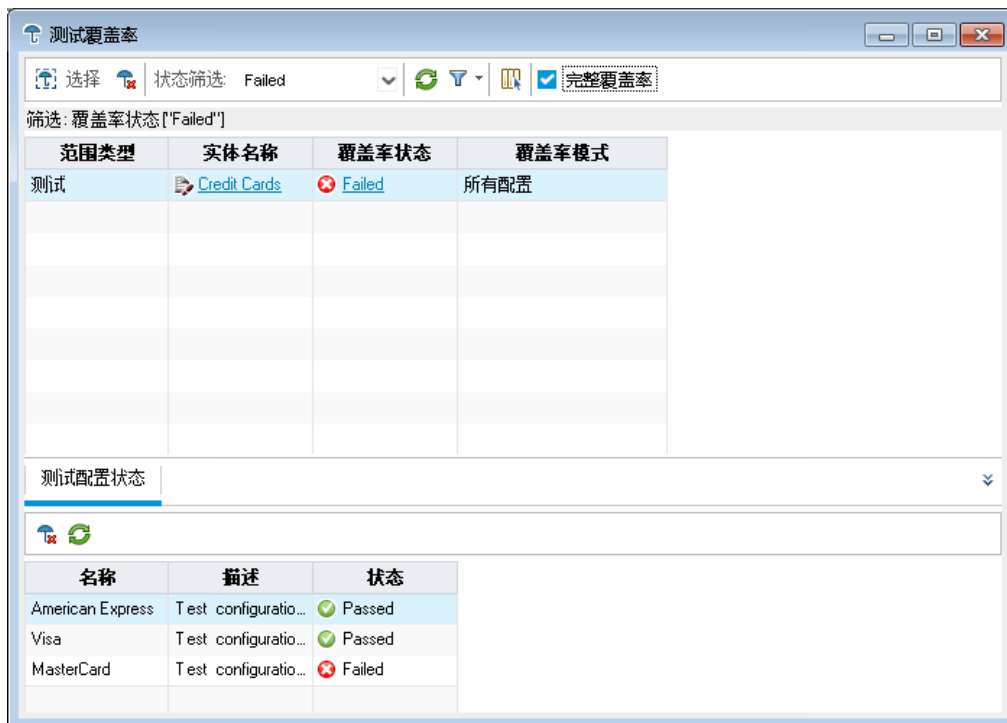 测试覆盖率
选择 状态筛选: Failed 完整覆盖率
筛选: 覆盖率状态["Failed"]
范围类型 实体名称 覆盖率状态 覆盖率模式
测试 Credit Cards Failed 所有配置
测试配置状态
名称 描述 状态
American Express Test configuratio... Passed
Visa Test configuratio... Passed
MasterCard Test configuratio... Failed